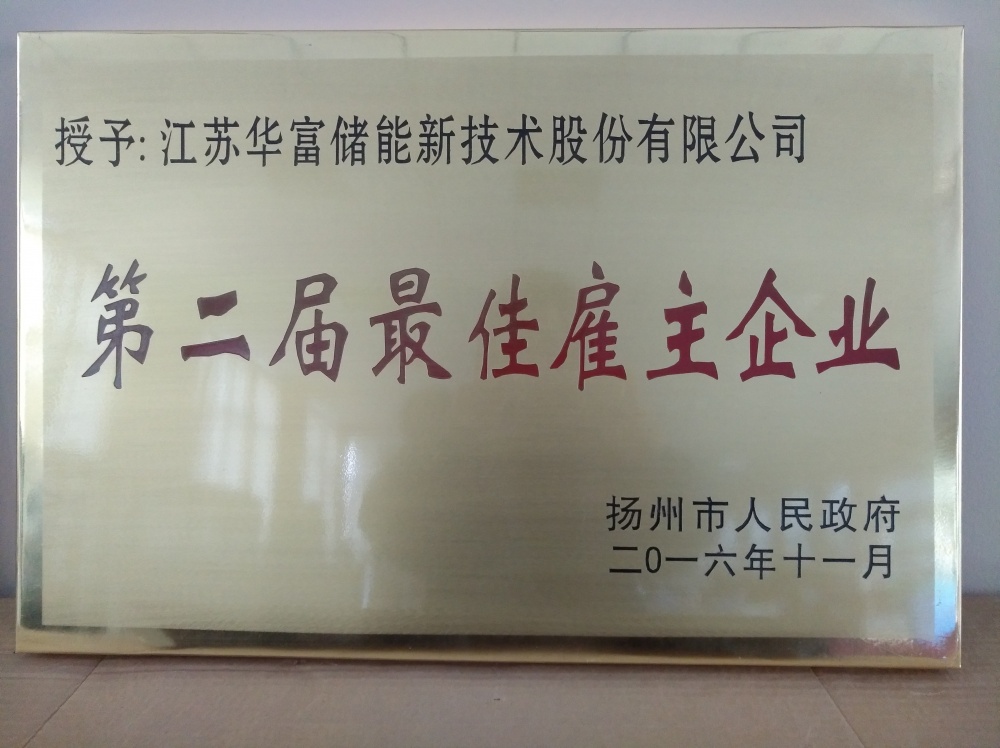 授予:江苏华富储能新技术股份有限公司
第二届最佳雇主企业
扬州市人民政府
二0一六年十一月